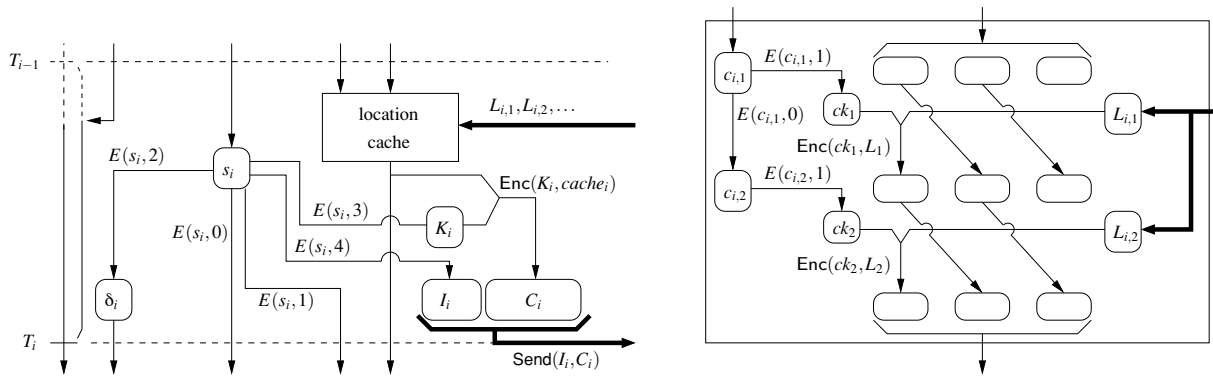 T_{i−1}
location
cache
L_{i,1}, L_{i,2}, …
E(s_i, 2)
s_i
Enc(K_i, cache_i)
E(s_i, 3)
K_i
E(s_i, 0)
E(s_i, 4)
δ_i
E(s_i, 1)
I_i
C_i
T_i
Send(I_i, C_i)
E(c_{i,1}, 1)
c_{i,1}
ck_1
L_{i,1}
E(c_{i,1}, 0)
Enc(ck_1, L_1)
E(c_{i,2}, 1)
c_{i,2}
ck_2
L_{i,2}
Enc(ck_2, L_2)